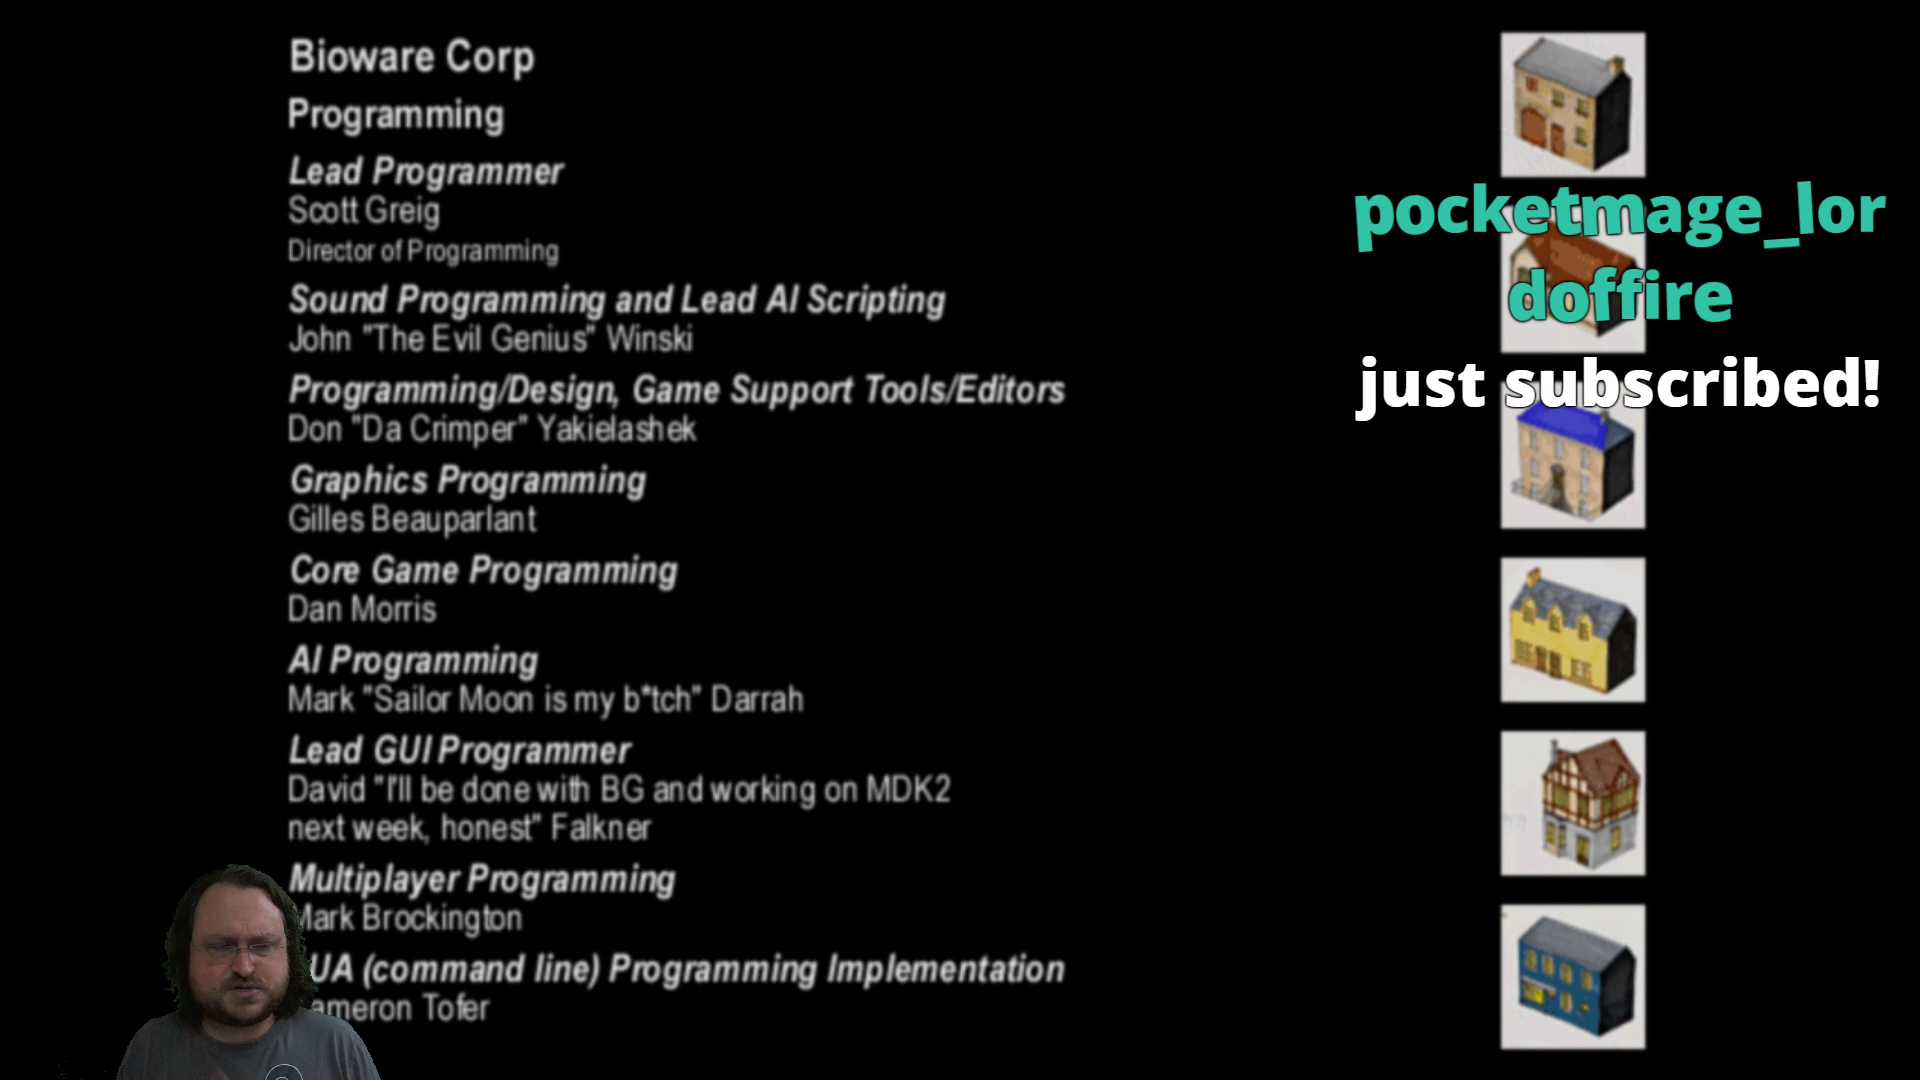 Bioware Corp
Programming
Lead Programmer
Scott Greig
Director of Programming
Sound Programming and Lead AI Scripting
John "The Evil Genius" Winski
Programming/Design, Game Support Tools/Editors
Don "Da Crimper" Yakielashek
Graphics Programming
Gilles Beauparlant
Core Game Programming
Dan Morris
AI Programming
Mark "Sailor Moon is my b*tch" Darrah
Lead GUI Programmer
David "I'll be done with BG and working on MDK2
next week, honest" Falkner
Multiplayer Programming
Mark Brockington
UA (command line) Programming Implementation
ameron Tofer
pocketmage_lor
doffire
just subscribed!